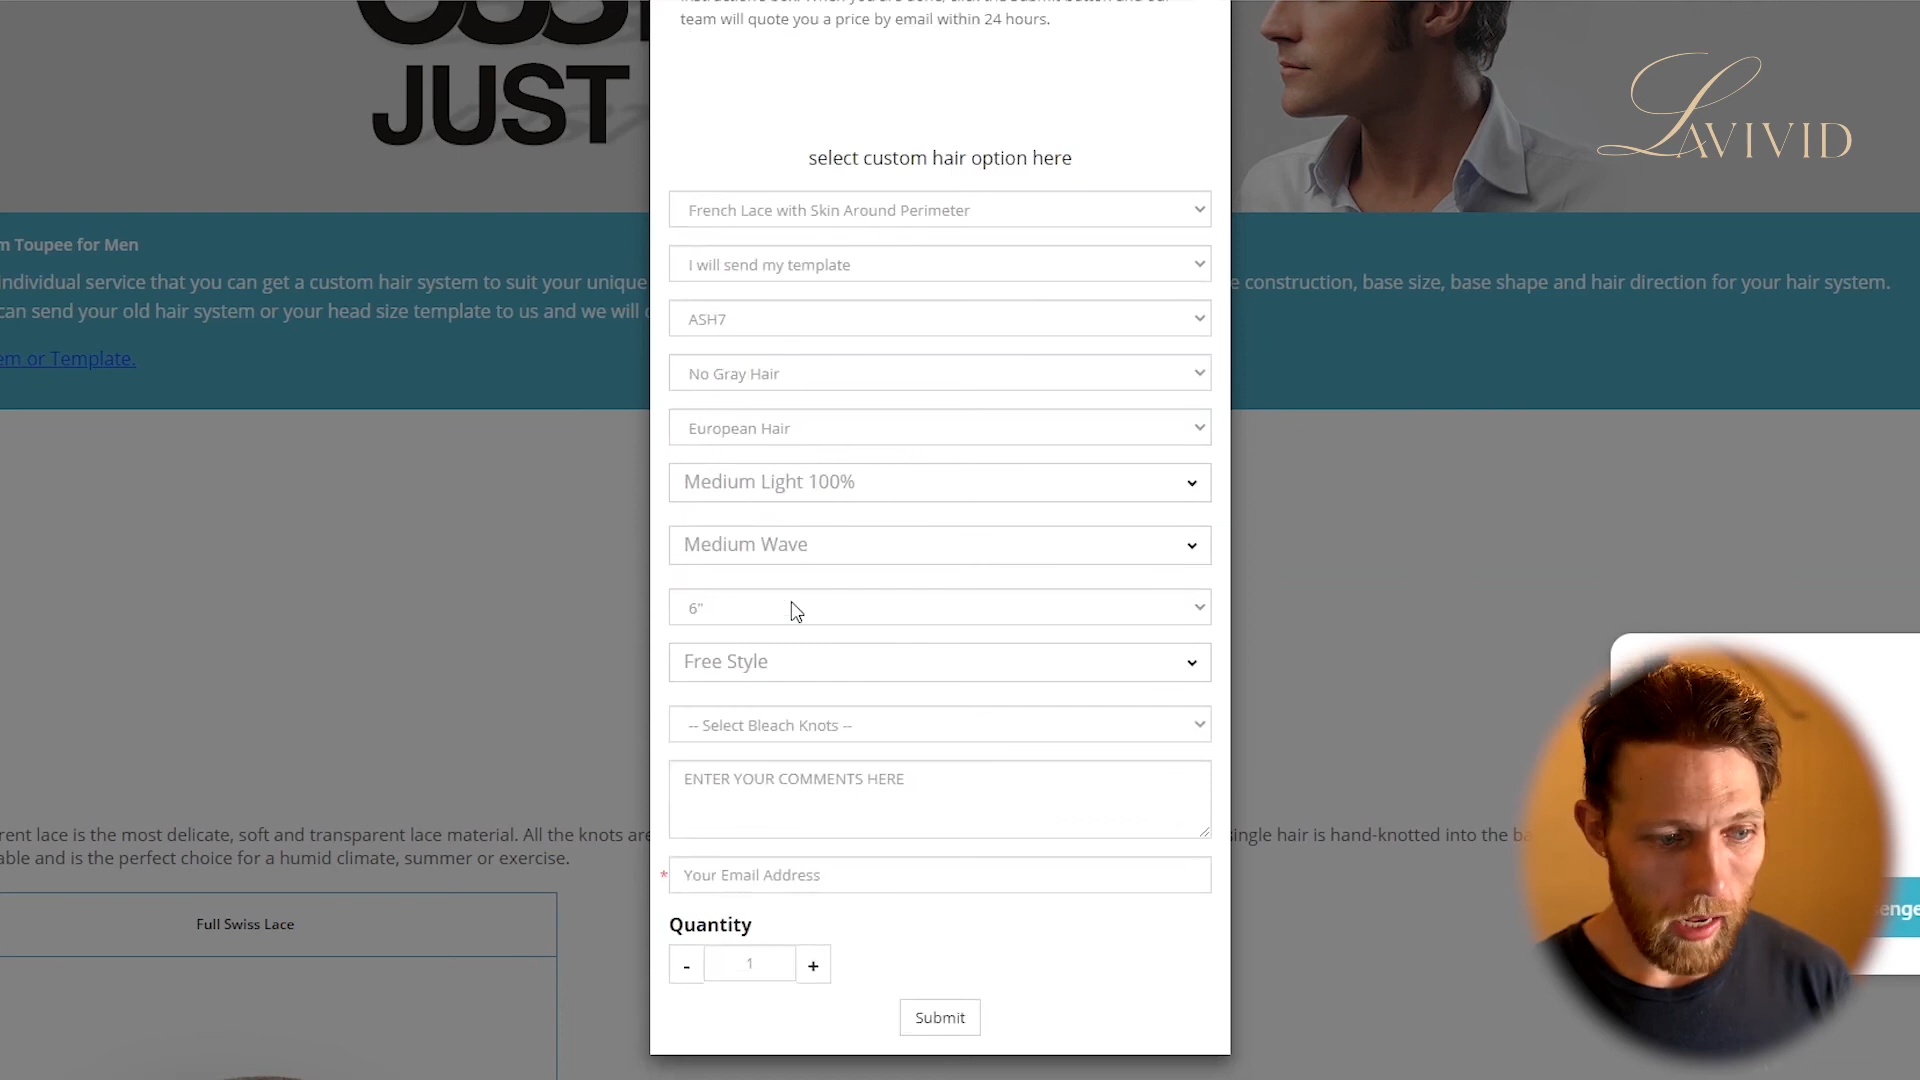 JUST
team will quote you a price by email within 24 hours.
LAVIVID
select custom hair option here
French Lace with Skin Around Perimeter
m Toupee for Men
I will send my template
individual service that you can get a custom hair system to suit your unique
e construction, base size, base shape and hair direction for your hair system.
can send your old hair system or your head size template to us and we will
ASH7
em or Template.
No Gray Hair
European Hair
Medium Light 100%
Medium Wave
6"
Free Style
-- Select Bleach Knots --
ENTER YOUR COMMENTS HERE
rent lace is the most delicate, soft and transparent lace material. All the knots are
single hair is hand-knotted into the ba
able and is the perfect choice for a humid climate, summer or exercise.
* Your Email Address
Full Swiss Lace
Quantity
- 1 +
Submit
enge